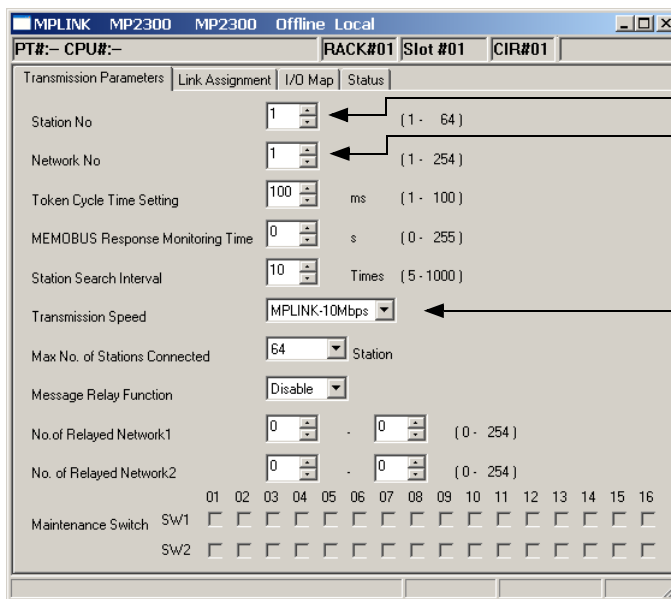 MPLINK MP2300 MP2300 Offline Local
PT#:– CPU#:– RACK#01 Slot #01 CIR#01
Transmission Parameters Link Assignment I/O Map Status
Station No 1 (1 - 64)
Network No 1 (1 - 254)
Token Cycle Time Setting 100 ms (1 - 100)
MEMOBUS Response Monitoring Time 0 s (0 - 255)
Station Search Interval 10 Times (5 - 1000)
Transmission Speed MPLINK-10Mbps
Max No. of Stations Connected 64 Station
Message Relay Function Disable
No.of Relayed Network1 0 - 0 (0 - 254)
No. of Relayed Network2 0 - 0 (0 - 254)
01 02 03 04 05 06 07 08 09 10 11 12 13 14 15 16
Maintenance Switch SW1
SW2